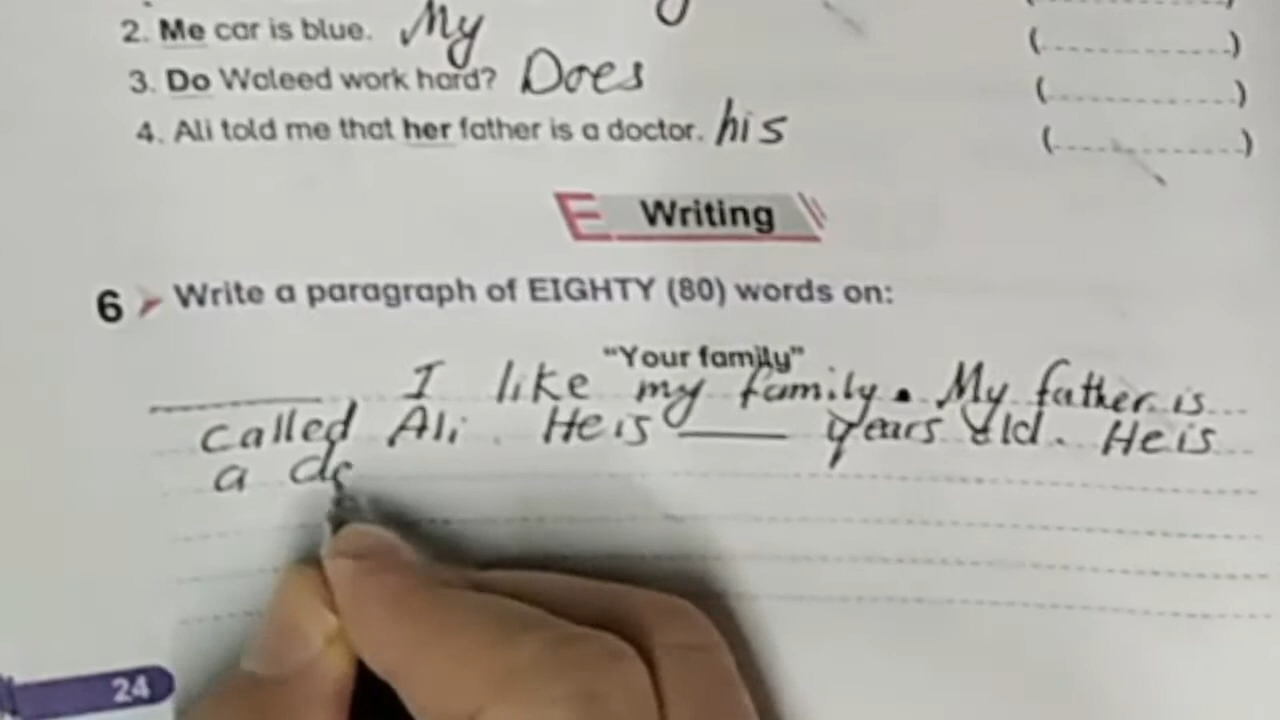 2. Me car is blue. My (....................)
3. Do Waleed work hard? Does (....................)
4. Ali told me that her father is a doctor. his (....................)
E Writing
6 Write a paragraph of EIGHTY (80) words on:
"Your family"
I like my family. My father is
called Ali. He is ____ years old. He is
a do
24